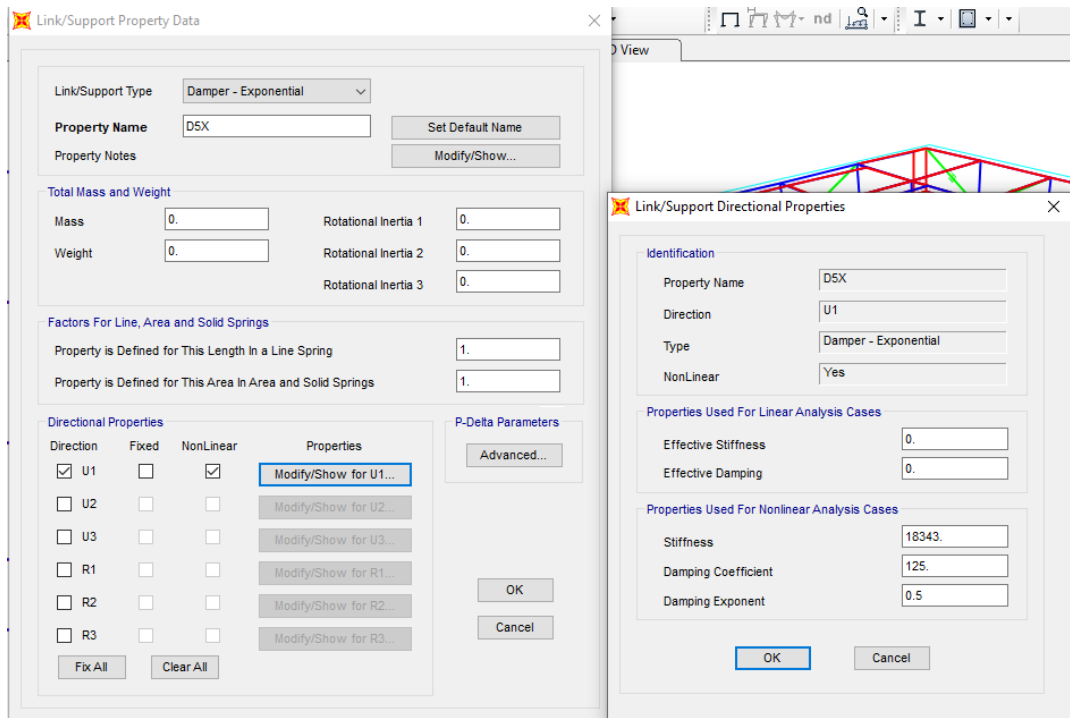 Link/Support Property Data
Link/Support Type Damper - Exponential
Property Name D5X Set Default Name
Property Notes Modify/Show...
Total Mass and Weight
Mass 0. Rotational Inertia 1 0.
Weight 0. Rotational Inertia 2 0.
Rotational Inertia 3 0.
Factors For Line, Area and Solid Springs
Property is Defined for This Length In a Line Spring 1.
Property is Defined for This Area In Area and Solid Springs 1.
Directional Properties
Direction Fixed NonLinear Properties
U1 Modify/Show for U1...
U2 Modify/Show for U2...
U3 Modify/Show for U3...
R1 Modify/Show for R1...
R2 Modify/Show for R2...
R3 Modify/Show for R3...
Fix All Clear All
P-Delta Parameters
Advanced...
OK
Cancel
nd
View
Link/Support Directional Properties
Identification
Property Name D5X
Direction U1
Type Damper - Exponential
NonLinear Yes
Properties Used For Linear Analysis Cases
Effective Stiffness 0.
Effective Damping 0.
Properties Used For Nonlinear Analysis Cases
Stiffness 18343.
Damping Coefficient 125.
Damping Exponent 0.5
OK Cancel